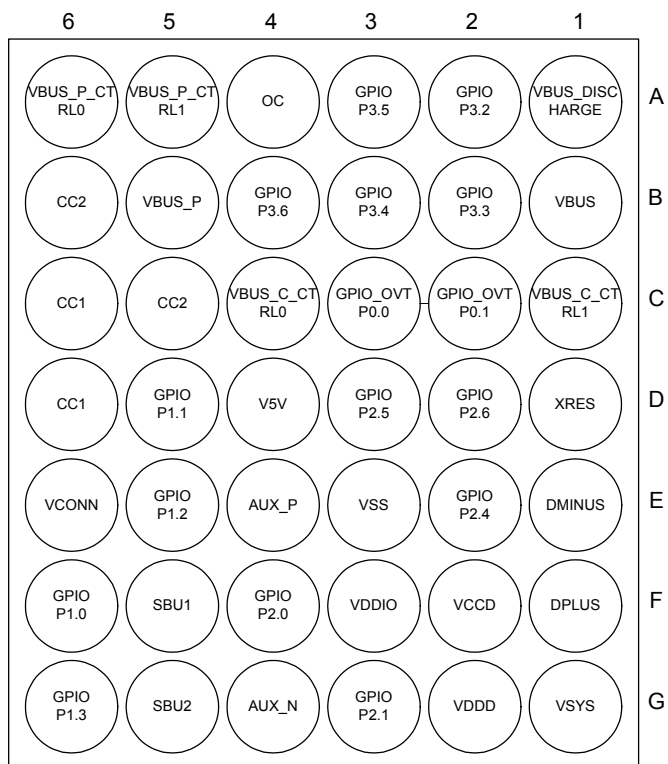 6 5 4 3 2 1
VBUS_P_CT
RL0
VBUS_P_CT
RL1
OC
GPIO
P3.5
GPIO
P3.2
VBUS_DISC
HARGE
A
CC2
VBUS_P
GPIO
P3.6
GPIO
P3.4
GPIO
P3.3
VBUS
B
CC1
CC2
VBUS_C_CT
RL0
GPIO_OVT
P0.0
GPIO_OVT
P0.1
VBUS_C_CT
RL1
C
CC1
GPIO
P1.1
V5V
GPIO
P2.5
GPIO
P2.6
XRES
D
VCONN
GPIO
P1.2
AUX_P
VSS
GPIO
P2.4
DMINUS
E
GPIO
P1.0
SBU1
GPIO
P2.0
VDDIO
VCCD
DPLUS
F
GPIO
P1.3
SBU2
AUX_N
GPIO
P2.1
VDDD
VSYS
G